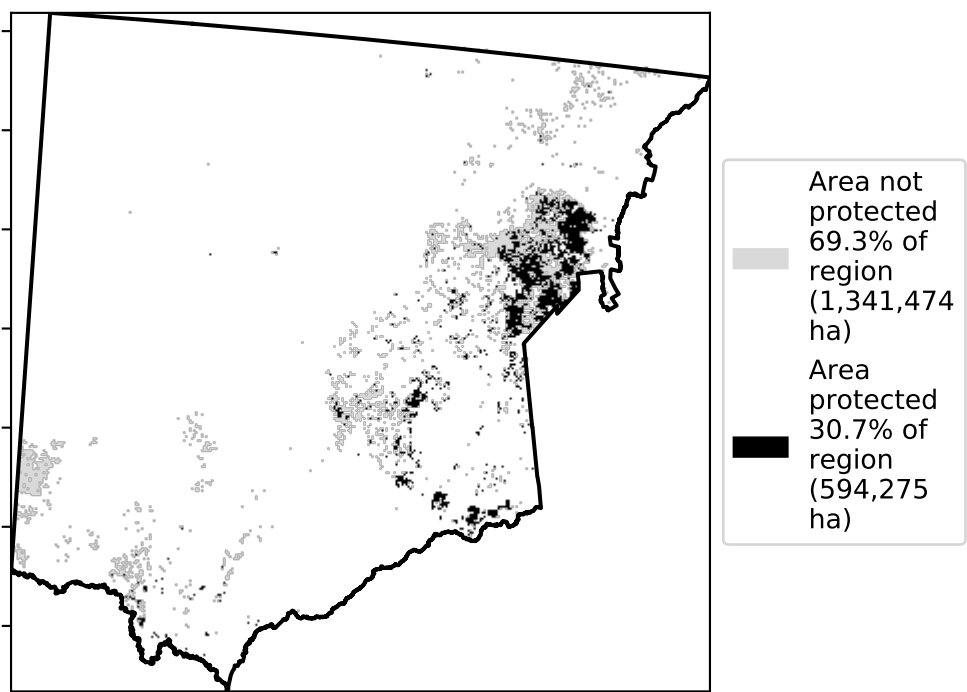 Area not
protected
69.3% of
region
(1,341,474
ha)
Area
protected
30.7% of
region
(594,275
ha)